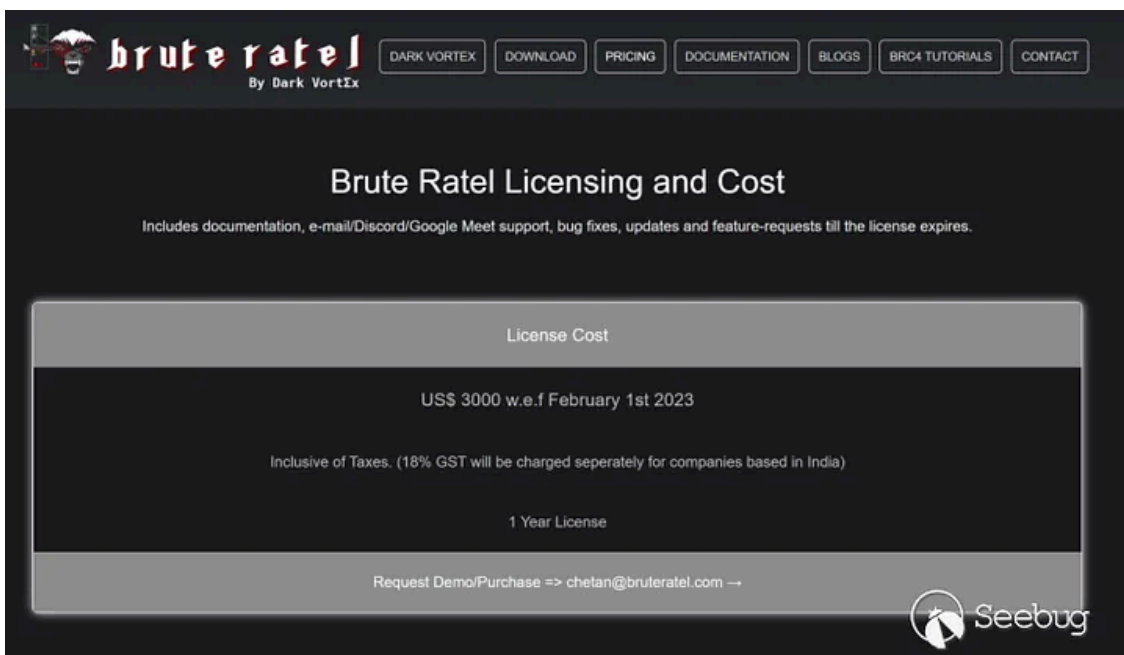 brute ratel
By Dark VortΣx
DARK VORTEX
DOWNLOAD
PRICING
DOCUMENTATION
BLOGS
BRC4 TUTORIALS
CONTACT
Brute Ratel Licensing and Cost
Includes documentation, e-mail/Discord/Google Meet support, bug fixes, updates and feature-requests till the license expires.
License Cost
US$ 3000 w.e.f February 1st 2023
Inclusive of Taxes. (18% GST will be charged seperately for companies based in India)
1 Year License
Request Demo/Purchase => chetan@bruteratel.com →
Seebug